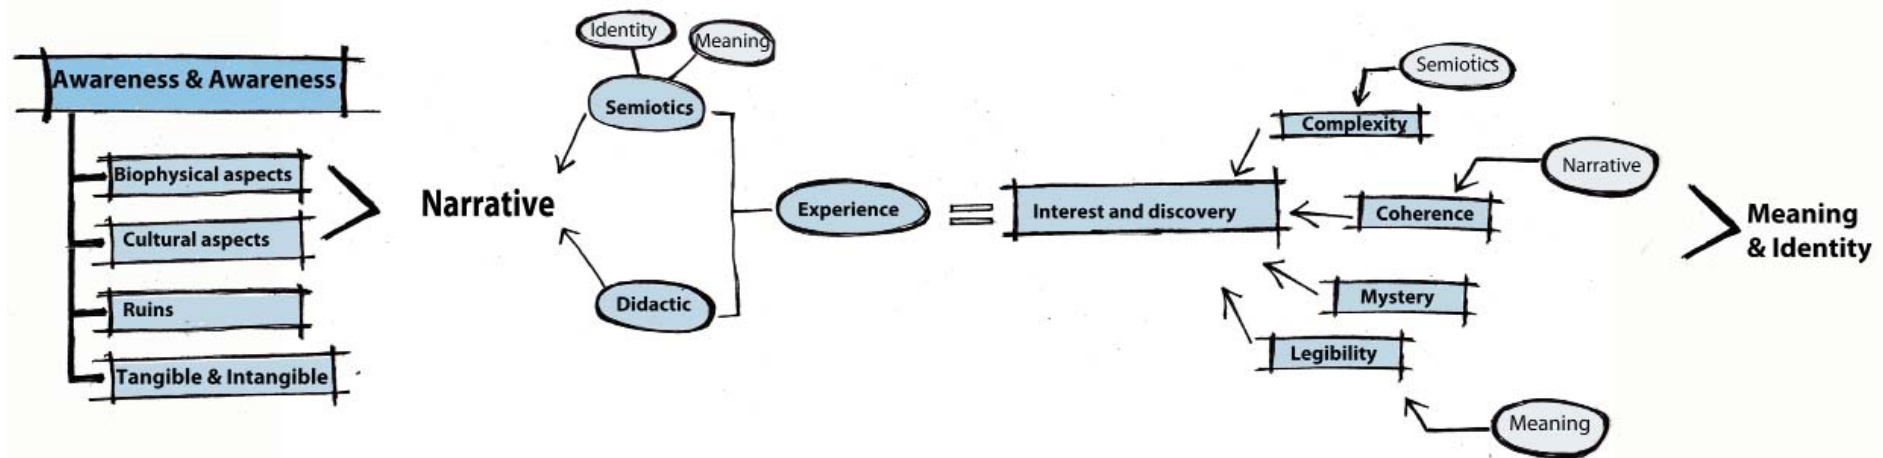 Awareness & Awareness
Biophysical aspects
Cultural aspects
Ruins
Tangible & Intangible
Narrative
Identity
Meaning
Semiotics
Didactic
Experience
Interest and discovery
Semiotics
Complexity
Narrative
Coherence
Mystery
Legibility
Meaning
Meaning
& Identity